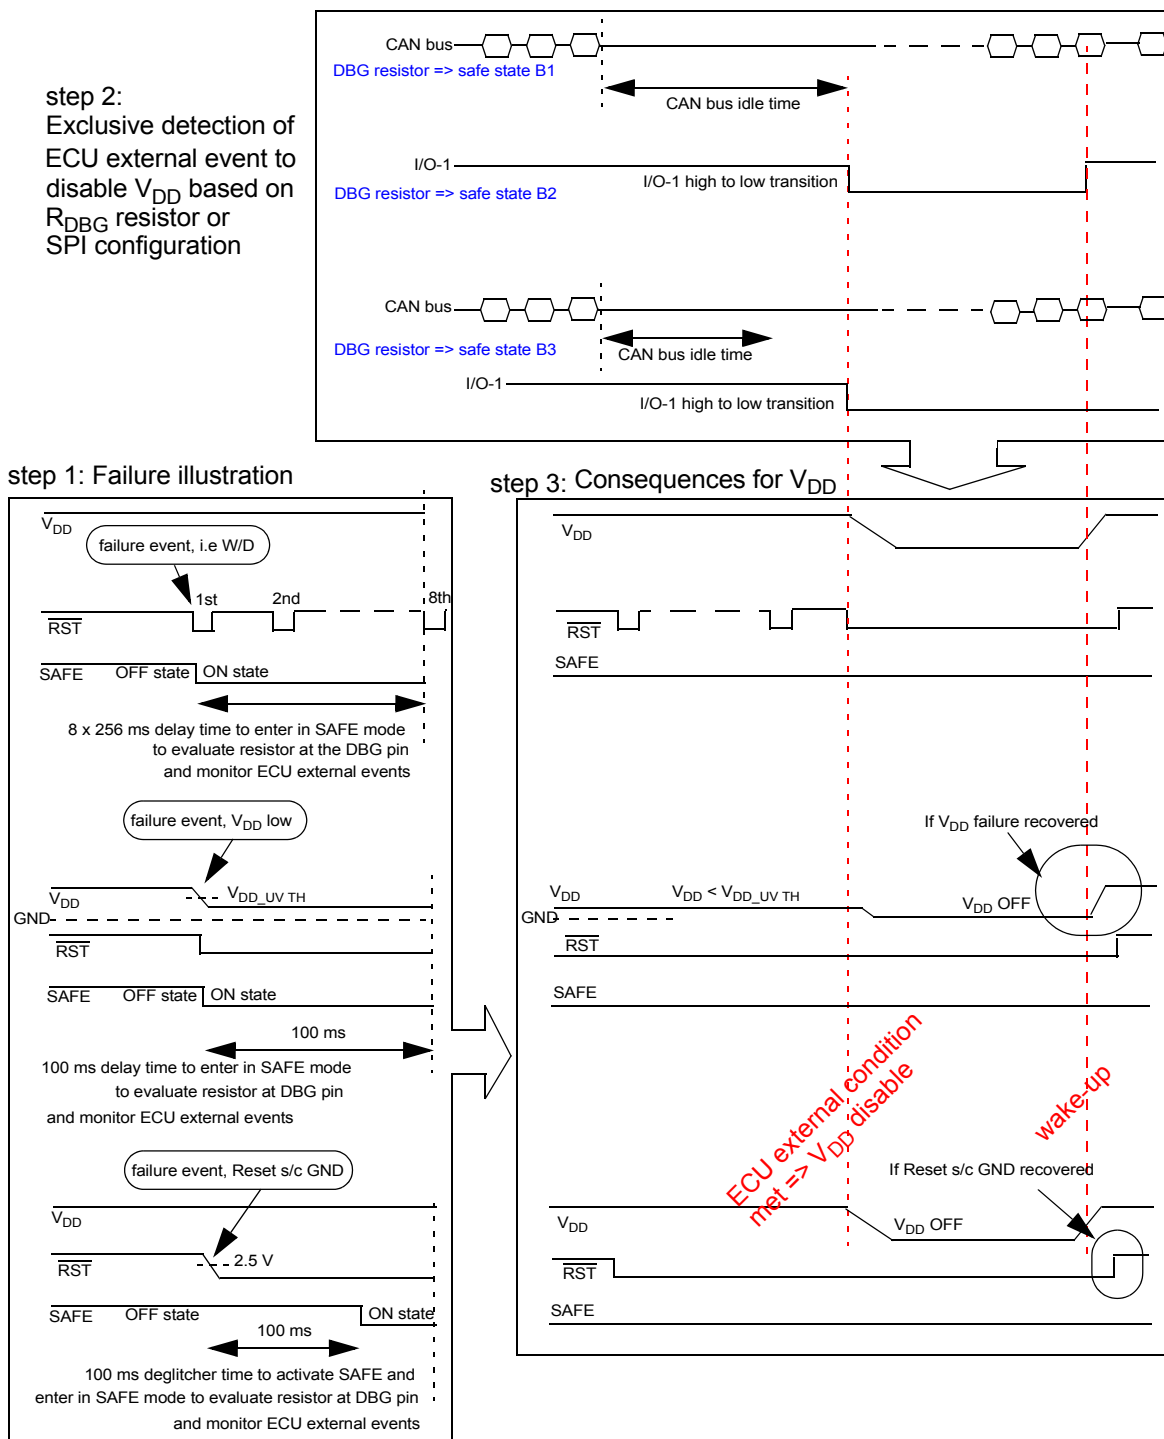 step 2:
Exclusive detection of
ECU external event to
disable VDD based on
RDBG resistor or
SPI configuration
CAN bus
DBG resistor => safe state B1
CAN bus idle time
I/O-1
I/O-1 high to low transition
DBG resistor => safe state B2
CAN bus
DBG resistor => safe state B3
CAN bus idle time
I/O-1
I/O-1 high to low transition
step 1: Failure illustration
VDD
failure event, i.e W/D
1st
2nd
8th
RST
SAFE
OFF state
ON state
8 x 256 ms delay time to enter in SAFE mode
to evaluate resistor at the DBG pin
and monitor ECU external events
failure event, VDD low
VDD
VDD_UV TH
GND
RST
SAFE
OFF state
ON state
100 ms
100 ms delay time to enter in SAFE mode
to evaluate resistor at DBG pin
and monitor ECU external events
failure event, Reset s/c GND
VDD
RST
2.5 V
SAFE
OFF state
ON state
100 ms
100 ms deglitcher time to activate SAFE and
enter in SAFE mode to evaluate resistor at DBG pin
and monitor ECU external events
step 3: Consequences for VDD
VDD
RST
SAFE
If VDD failure recovered
VDD
VDD < VDD_UV TH
VDD OFF
GND
RST
SAFE
ECU external condition
met => VDD disable
wake-up
If Reset s/c GND recovered
VDD
VDD OFF
RST
SAFE